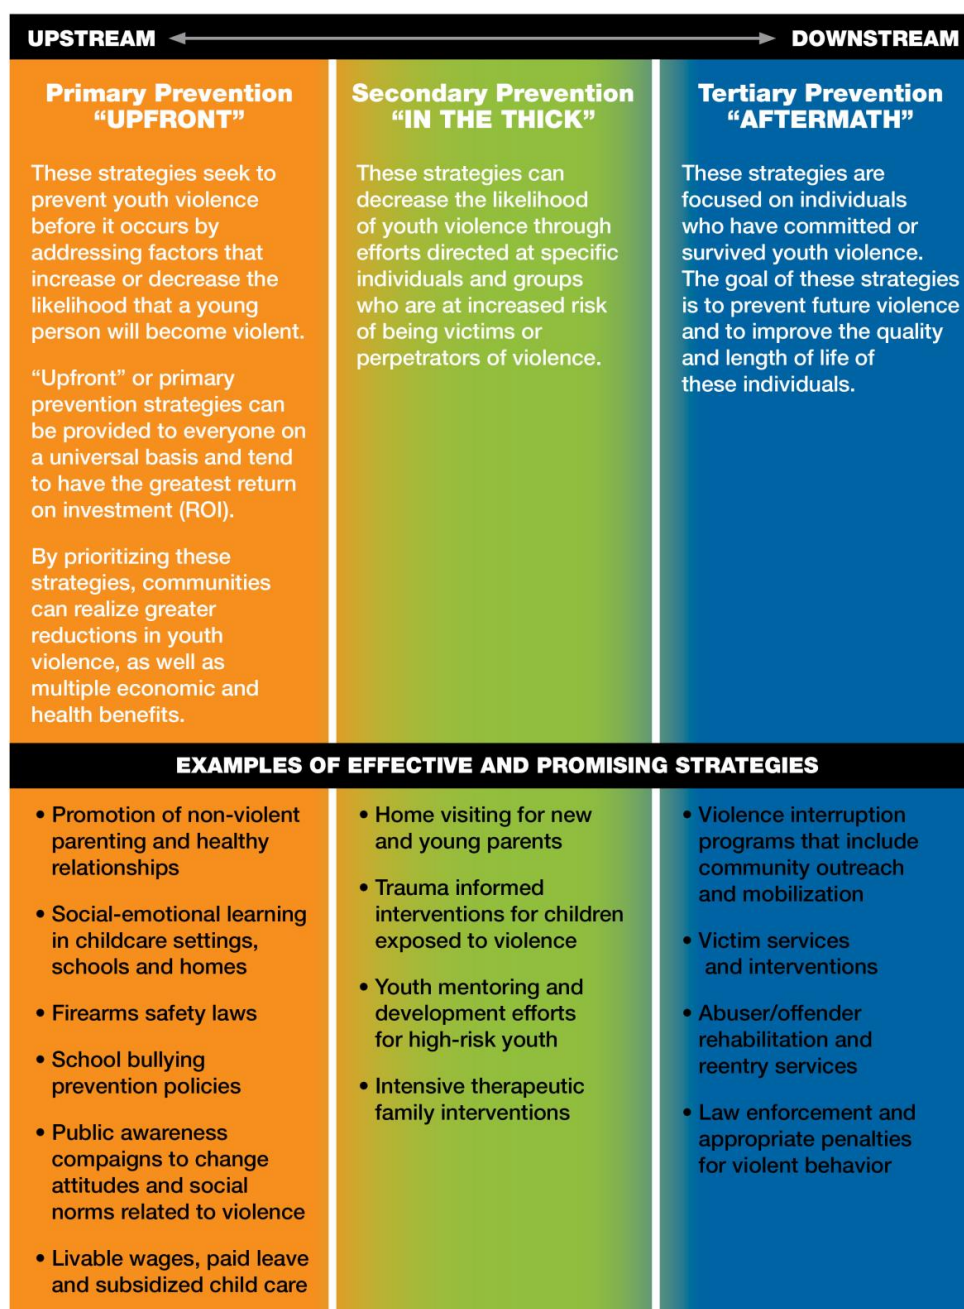 UPSTREAM
DOWNSTREAM
Primary Prevention
“UPFRONT”
These strategies seek to
prevent youth violence
before it occurs by
addressing factors that
increase or decrease the
likelihood that a young
person will become violent.
“Upfront” or primary
prevention strategies can
be provided to everyone on
a universal basis and tend
to have the greatest return
on investment (ROI).
By prioritizing these
strategies, communities
can realize greater
reductions in youth
violence, as well as
multiple economic and
health benefits.
Secondary Prevention
“IN THE THICK”
These strategies can
decrease the likelihood
of youth violence through
efforts directed at specific
individuals and groups
who are at increased risk
of being victims or
perpetrators of violence.
Tertiary Prevention
“AFTERMATH”
These strategies are
focused on individuals
who have committed or
survived youth violence.
The goal of these strategies
is to prevent future violence
and to improve the quality
and length of life of
these individuals.
EXAMPLES OF EFFECTIVE AND PROMISING STRATEGIES
• Promotion of non-violent
parenting and healthy
relationships
• Social-emotional learning
in childcare settings,
schools and homes
• Firearms safety laws
• School bullying
prevention policies
• Public awareness
compaigns to change
attitudes and social
norms related to violence
• Livable wages, paid leave
and subsidized child care
• Home visiting for new
and young parents
• Trauma informed
interventions for children
exposed to violence
• Youth mentoring and
development efforts
for high-risk youth
• Intensive therapeutic
family interventions
• Violence interruption
programs that include
community outreach
and mobilization
• Victim services
and interventions
• Abuser/offender
rehabilitation and
reentry services
• Law enforcement and
appropriate penalties
for violent behavior